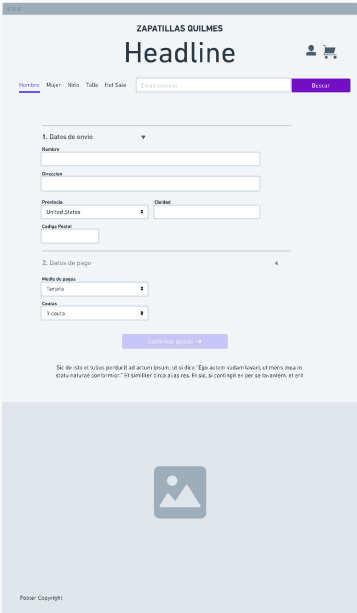 ZAPATILLAS QUILMES
Headline
Hombre Mujer Niño Talle Hot Sale Email address Buscar
1. Datos de envío
Nombre
Direccion
Provincia Ciudad
United States
Codigo Postal
2. Datos de pago
Medio de pagos
Tarjeta
Coutas
1 couta
Confirmar pedido →
Sic de isto et tutius perducit ad actum ipsum, ut si dico "Ego autem vadam lavari, ut mens mea in
statu naturae conformior." Et similiter circa alias res. Et sic, si contingit ex per se lavantem, et erit
Footer Copyright